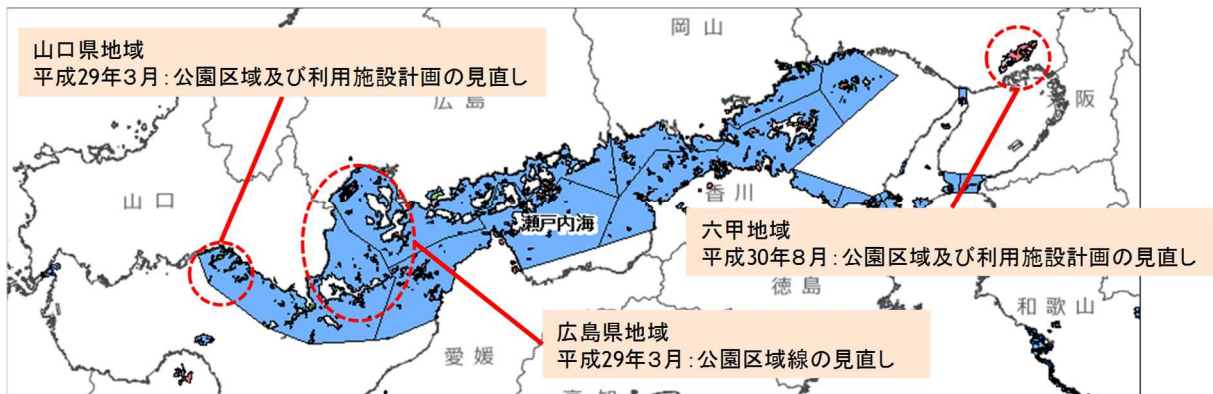 山口県地域
平成29年3月:公園区域及び利用施設計画の見直し
岡山
広島
大阪
山口
香川
瀬戸内海
六甲地域
平成30年8月:公園区域及び利用施設計画の見直し
徳島
和歌山
広島県地域
平成29年3月:公園区域線の見直し
愛媛
高知